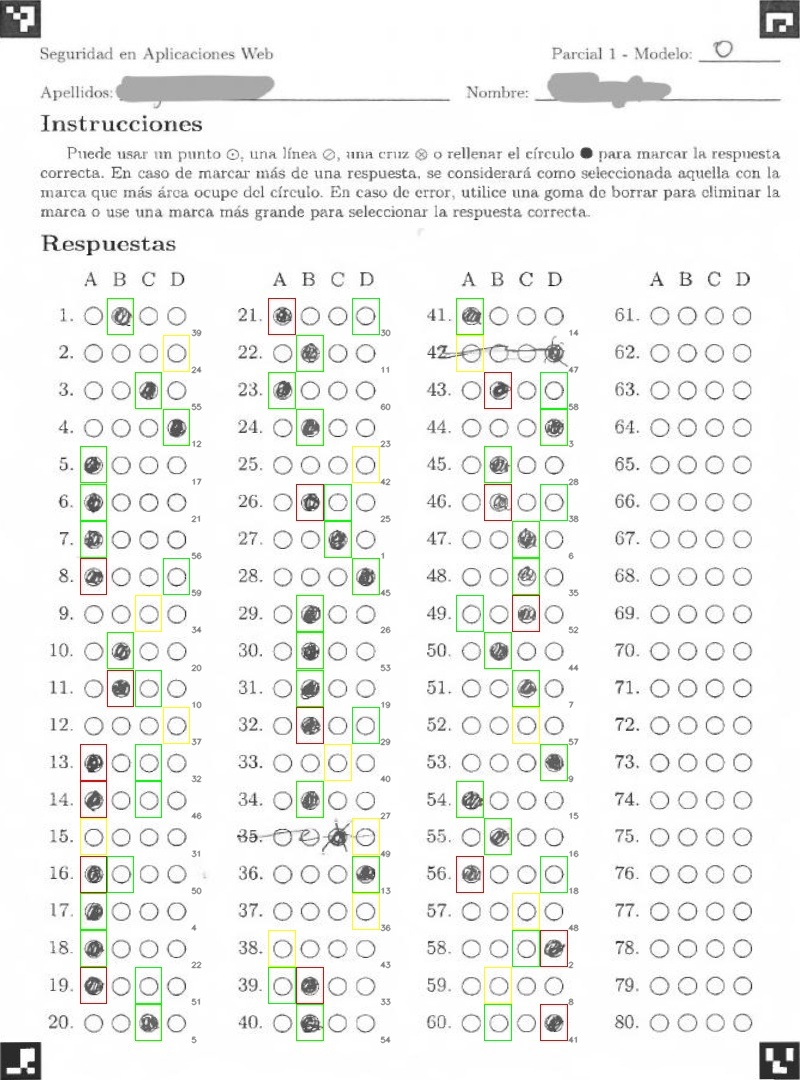 Seguridad en Aplicaciones Web
Parcial 1 - Modelo: 0
Apellidos:
Nombre:
Instrucciones
Puede usar un punto ⊙, una línea ⊘, una cruz ⊗ o rellenar el círculo ● para marcar la respuesta
correcta. En caso de marcar más de una respuesta, se considerará como seleccionada aquella con la
marca que más área ocupe del círculo. En caso de error, utilice una goma de borrar para eliminar la
marca o use una marca más grande para seleccionar la respuesta correcta.
Respuestas
A B C D A B C D A B C D A B C D
1. 39 21. 30 41. 14 61.
2. 24 22. 11 42. 47 62.
3. 55 23. 60 43. 58 63.
4. 12 24. 23 44. 3 64.
5. 17 25. 42 45. 28 65.
6. 21 26. 25 46. 38 66.
7. 56 27. 1 47. 6 67.
8. 59 28. 45 48. 35 68.
9. 34 29. 26 49. 52 69.
10. 20 30. 53 50. 44 70.
11. 10 31. 19 51. 7 71.
12. 37 32. 29 52. 57 72.
13. 32 33. 40 53. 9 73.
14. 46 34. 27 54. 15 74.
15. 31 35. 49 55. 16 75.
16. 50 36. 13 56. 18 76.
17. 4 37. 36 57. 48 77.
18. 22 38. 43 58. 2 78.
19. 51 39. 33 59. 8 79.
20. 5 40. 54 60. 41 80.